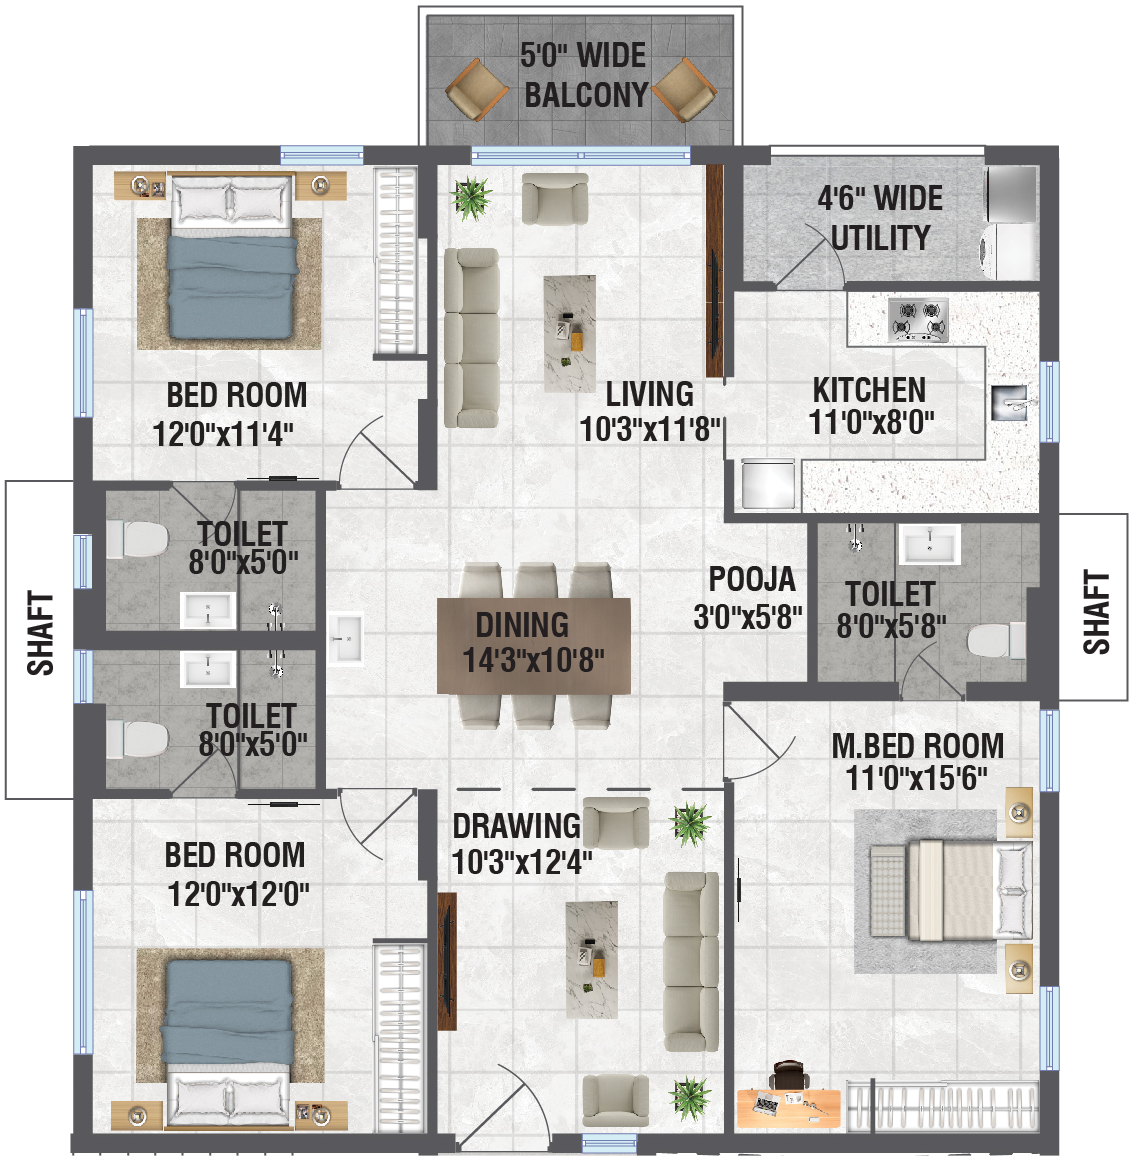 5'0" WIDE
BALCONY
4'6" WIDE
UTILITY
BED ROOM
12'0"x11'4"
LIVING
10'3"x11'8"
KITCHEN
11'0"x8'0"
TOILET
8'0"x5'0"
POOJA
3'0"x5'8"
TOILET
8'0"x5'8"
SHAFT
SHAFT
DINING
14'3"x10'8"
TOILET
8'0"x5'0"
M.BED ROOM
11'0"x15'6"
DRAWING
10'3"x12'4"
BED ROOM
12'0"x12'0"